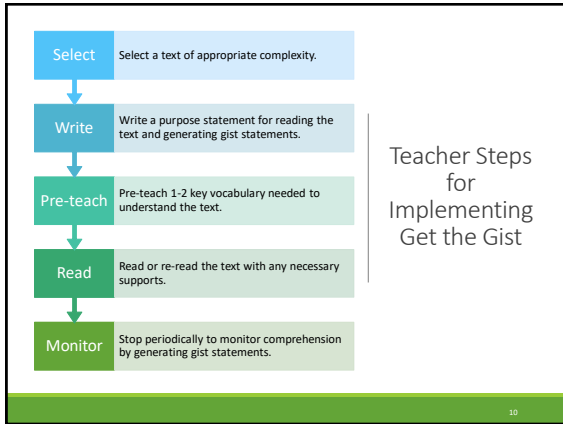 Select
Select a text of appropriate complexity.
Write
Write a purpose statement for reading the
text and generating gist statements.
Pre-teach
Pre-teach 1-2 key vocabulary needed to
understand the text.
Read
Read or re-read the text with any necessary
supports.
Monitor
Stop periodically to monitor comprehension
by generating gist statements.
Teacher Steps
for
Implementing
Get the Gist
10